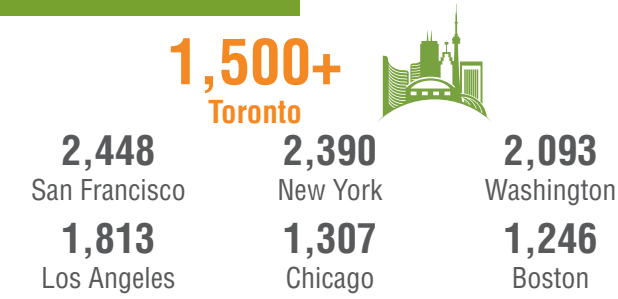 1,500+
Toronto
2,448 2,390 2,093
San Francisco New York Washington
1,813 1,307 1,246
Los Angeles Chicago Boston